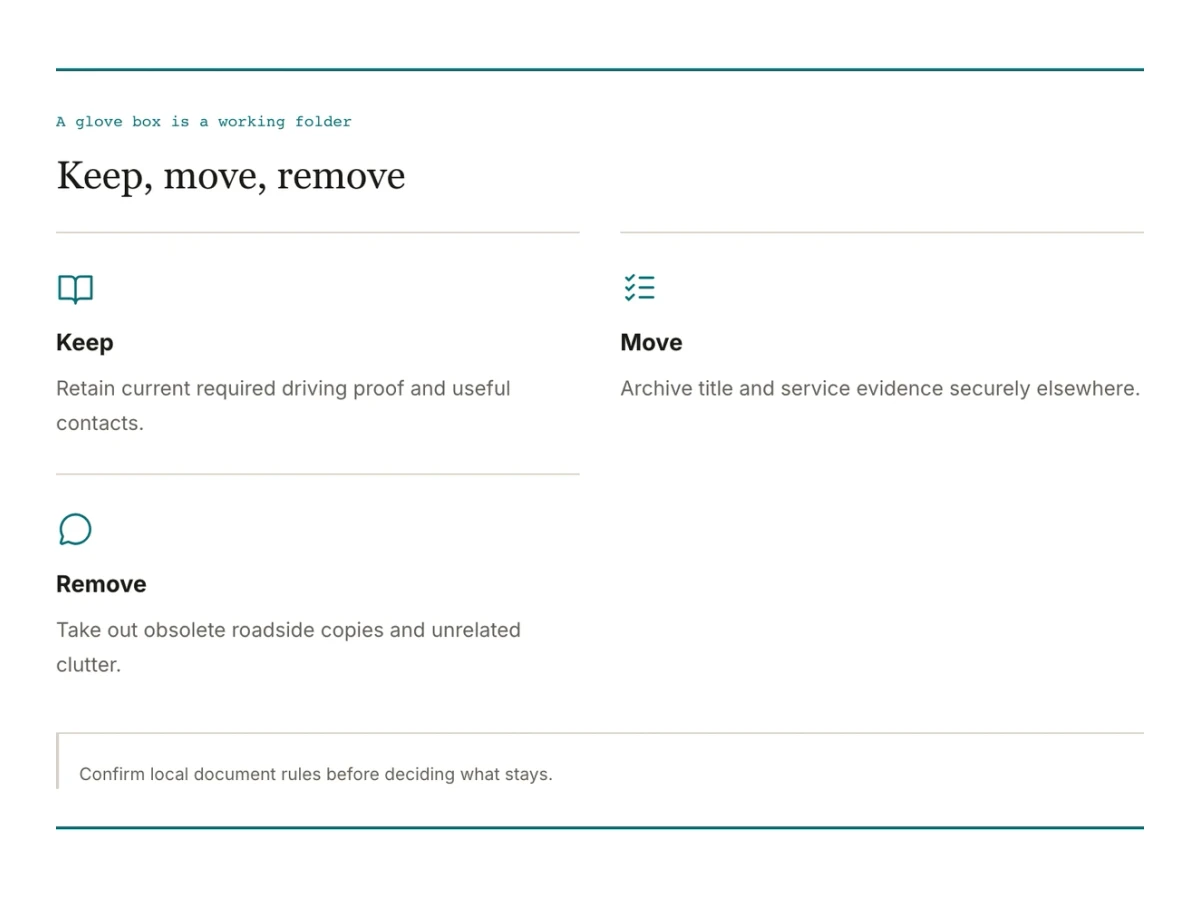 A glove box is a working folder
Keep, move, remove
Keep
Retain current required driving proof and useful
contacts.
Move
Archive title and service evidence securely elsewhere.
Remove
Take out obsolete roadside copies and unrelated
clutter.
Confirm local document rules before deciding what stays.